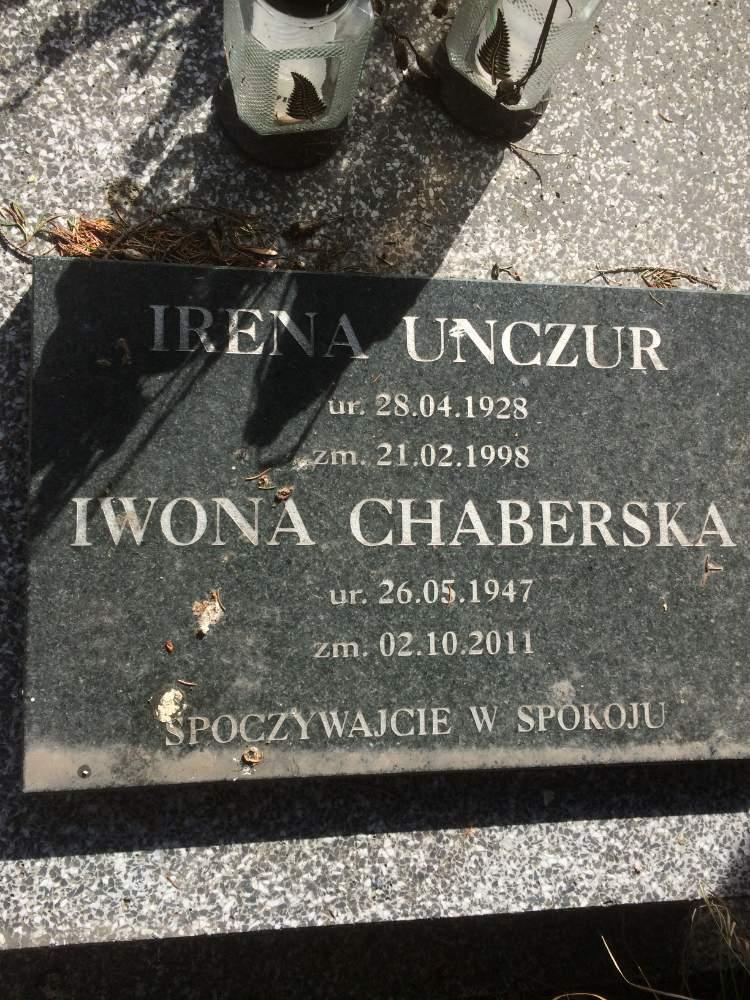 IRENA UNCZUR
ur. 28.04.1928
zm. 21.02.1998
IWONA CHABERSKA
ur. 26.05.1947
zm. 02.10.2011
SPOCZYWAJCIE W SPOKOJU